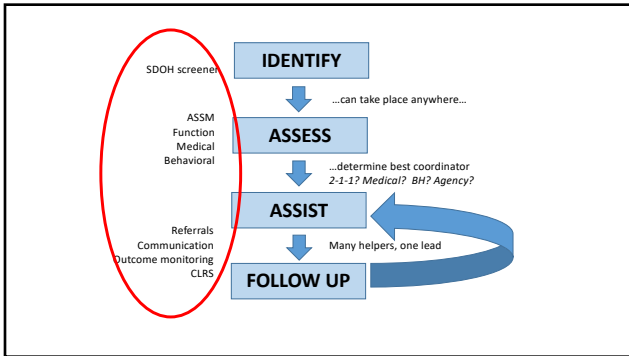 IDENTIFY
SDOH screener
…can take place anywhere…
ASSM
Function
Medical
Behavioral
ASSESS
…determine best coordinator
2-1-1? Medical? BH? Agency?
ASSIST
Referrals
Communication
Outcome monitoring
CLRS
Many helpers, one lead
FOLLOW UP